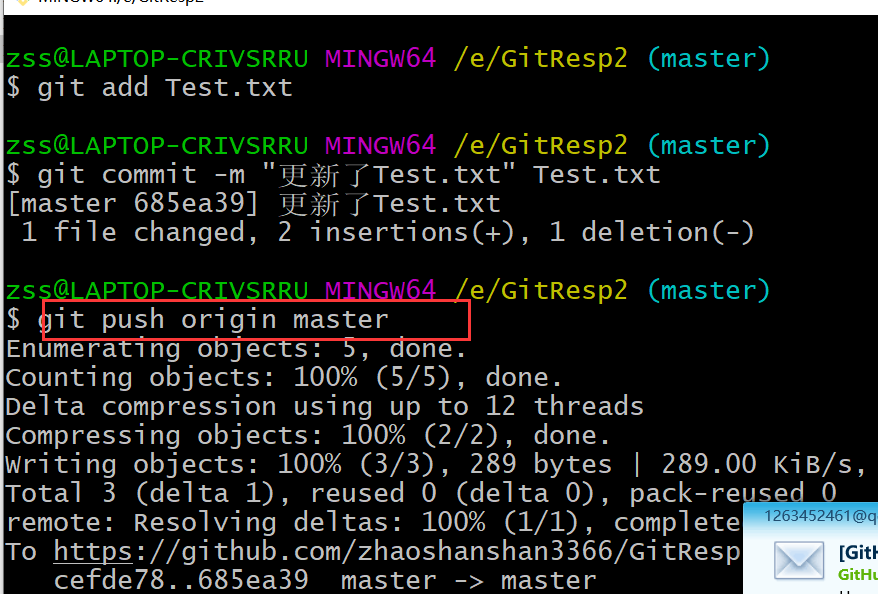 zss@LAPTOP-CRIVSRRU MINGW64 /e/GitResp2 (master)
$ git add Test.txt
zss@LAPTOP-CRIVSRRU MINGW64 /e/GitResp2 (master)
$ git commit -m "更新了Test.txt" Test.txt
[master 685ea39] 更新了Test.txt
1 file changed, 2 insertions(+), 1 deletion(-)
zss@LAPTOP-CRIVSRRU MINGW64 /e/GitResp2 (master)
$ git push origin master
Enumerating objects: 5, done.
Counting objects: 100% (5/5), done.
Delta compression using up to 12 threads
Compressing objects: 100% (2/2), done.
Writing objects: 100% (3/3), 289 bytes | 289.00 KiB/s,
Total 3 (delta 1), reused 0 (delta 0), pack-reused 0
remote: Resolving deltas: 100% (1/1), complete
1263452461@q
To https://github.com/zhaoshanshan3366/GitResp
[GitH
GitHu
cefde78..685ea39 master -> master